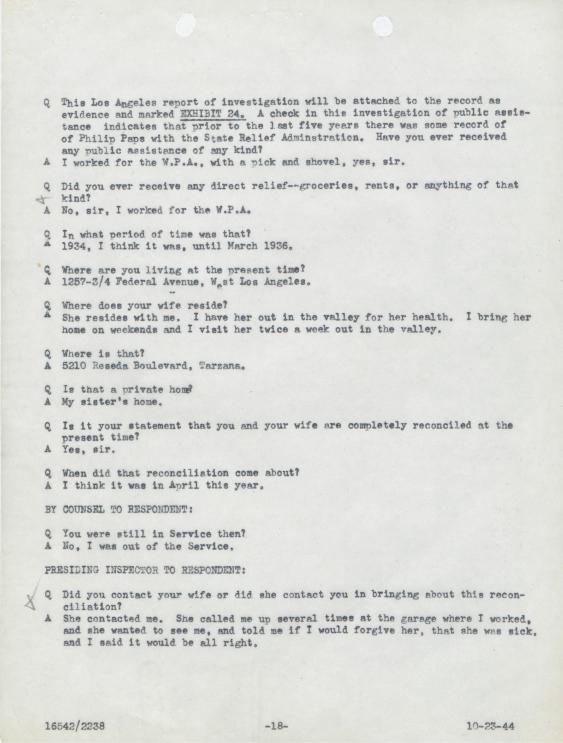 Q This Los Angeles report of investigation will be attached to the record as
evidence and marked EXHIBIT 24. A check in this investigation of public assis-
tance indicates that prior to the last five years there was some record of
of Philip Paps with the State Relief Adminstration. Have you ever received
any public assistance of any kind?
A I worked for the W.P.A., with a pick and shovel, yes, sir.
Q Did you ever receive any direct relief--groceries, rents, or anything of that
kind?
A No, sir, I worked for the W.P.A.
Q In what period of time was that?
A 1934, I think it was, until March 1936.
Q Where are you living at the present time?
A 1257-3/4 Federal Avenue, West Los Angeles.
Q Where does your wife reside?
A She resides with me. I have her out in the valley for her health. I bring her
home on weekends and I visit her twice a week out in the valley.
Q Where is that?
A 5210 Reseda Boulevard, Tarzana.
Q Is that a private home?
A My sister's home.
Q Is it your statement that you and your wife are completely reconciled at the
present time?
A Yes, sir.
Q When did that reconciliation come about?
A I think it was in April this year.
BY COUNSEL TO RESPONDENT:
Q You were still in Service then?
A No, I was out of the Service.
PRESIDING INSPECTOR TO RESPONDENT:
Q Did you contact your wife or did she contact you in bringing about this recon-
ciliation?
A She contacted me. She called me up several times at the garage where I worked,
and she wanted to see me, and told me if I would forgive her, that she was sick,
and I said it would be all right.
16542/2238 -18- 10-23-44